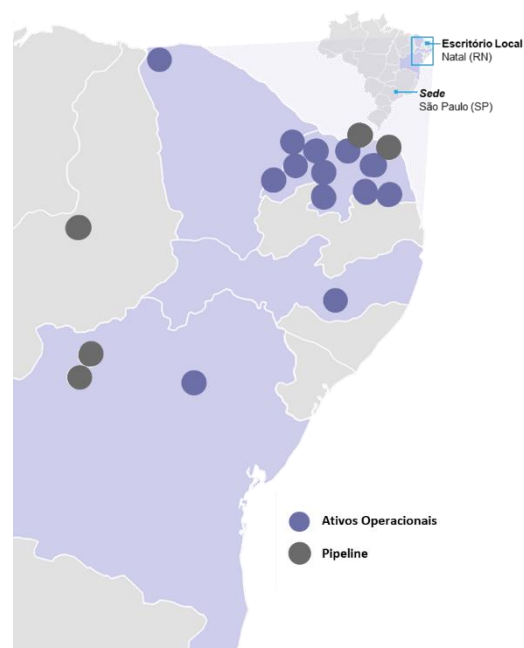 Escritório Local
Natal (RN)
Sede
São Paulo (SP)
Ativos Operacionais
Pipeline